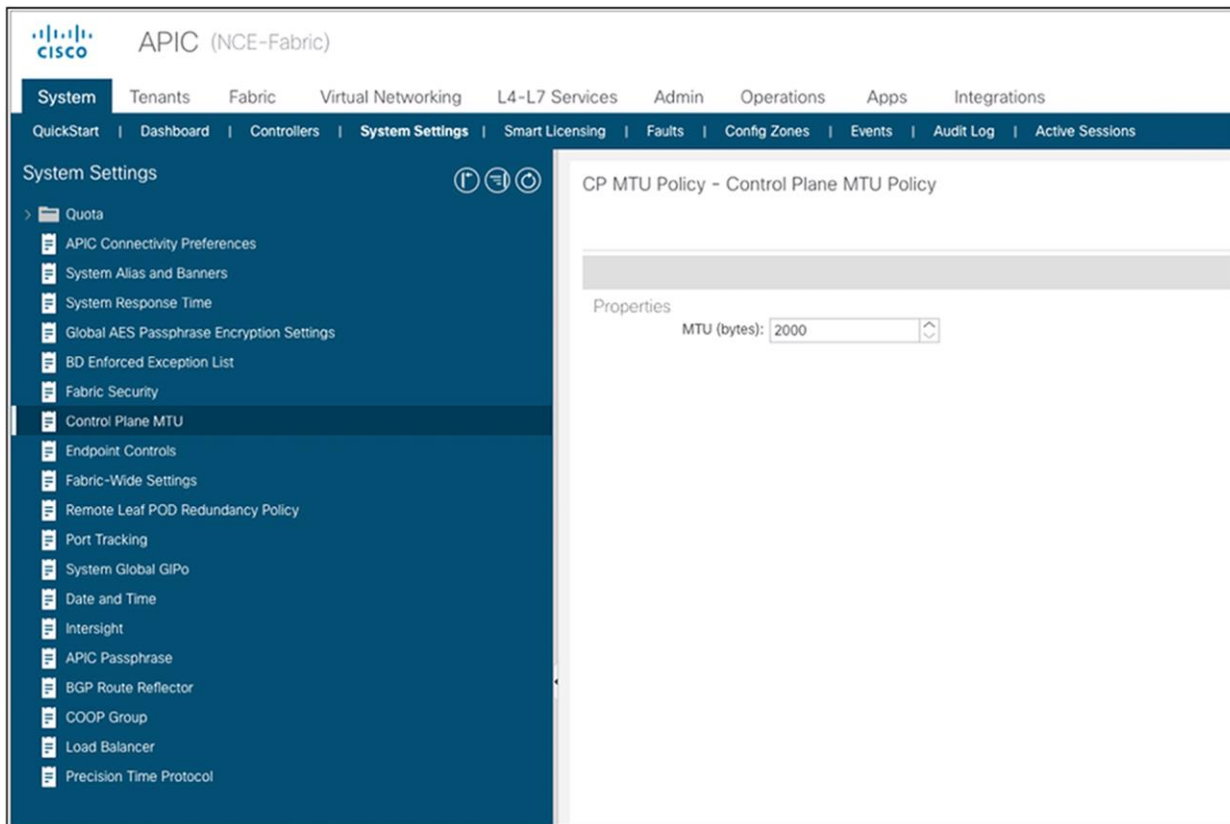 CISCO
APIC (NCE-Fabric)
System Tenants Fabric Virtual Networking L4-L7 Services Admin Operations Apps Integrations
QuickStart | Dashboard | Controllers | System Settings | Smart Licensing | Faults | Config Zones | Events | Audit Log | Active Sessions
System Settings
Quota
APIC Connectivity Preferences
System Alias and Banners
System Response Time
Global AES Passphrase Encryption Settings
BD Enforced Exception List
Fabric Security
Control Plane MTU
Endpoint Controls
Fabric-Wide Settings
Remote Leaf POD Redundancy Policy
Port Tracking
System Global GIPo
Date and Time
Intersight
APIC Passphrase
BGP Route Reflector
COOP Group
Load Balancer
Precision Time Protocol
CP MTU Policy - Control Plane MTU Policy
Properties
MTU (bytes): 2000